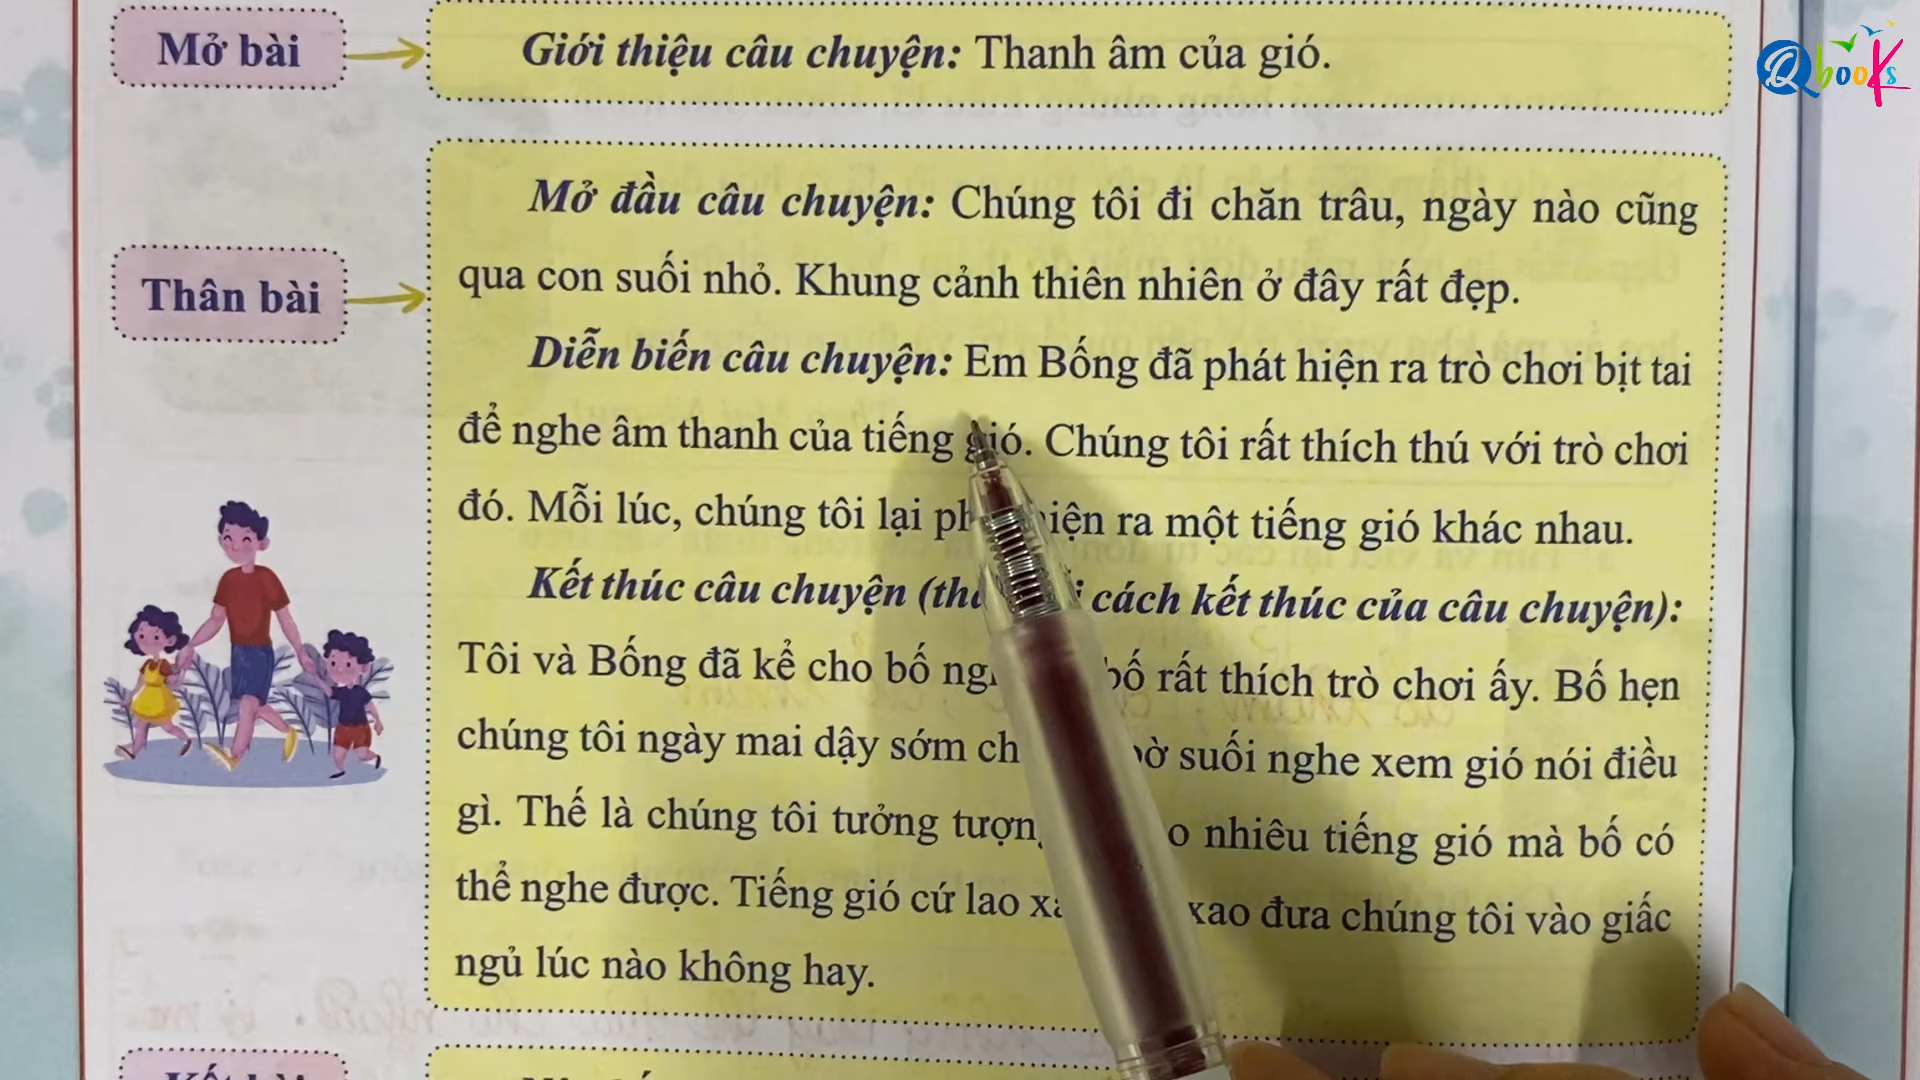 Qbooks
Mở bài
Giới thiệu câu chuyện: Thanh âm của gió.
Thân bài
Mở đầu câu chuyện: Chúng tôi đi chăn trâu, ngày nào cũng
qua con suối nhỏ. Khung cảnh thiên nhiên ở đây rất đẹp.
Diễn biến câu chuyện: Em Bống đã phát hiện ra trò chơi bịt tai
để nghe âm thanh của tiếng gió. Chúng tôi rất thích thú với trò chơi
đó. Mỗi lúc, chúng tôi lại phát hiện ra một tiếng gió khác nhau.
Kết thúc câu chuyện (thay đổi cách kết thúc của câu chuyện):
Tôi và Bống đã kể cho bố bố rất thích trò chơi ấy. Bố hẹn
chúng tôi ngày mai dậy sớm bờ suối nghe xem gió nói điều
gì. Thế là chúng tôi tưởng tượng nhiêu tiếng gió mà bố có
thể nghe được. Tiếng gió cứ lao xao đưa chúng tôi vào giấc
ngủ lúc nào không hay.